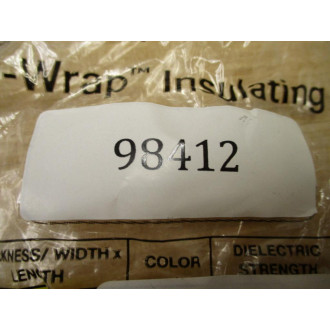 -Wrap™ Insulating
98412
KNESS/ WIDTH x
LENGTH
COLOR
DIELECTRIC
STRENGTH